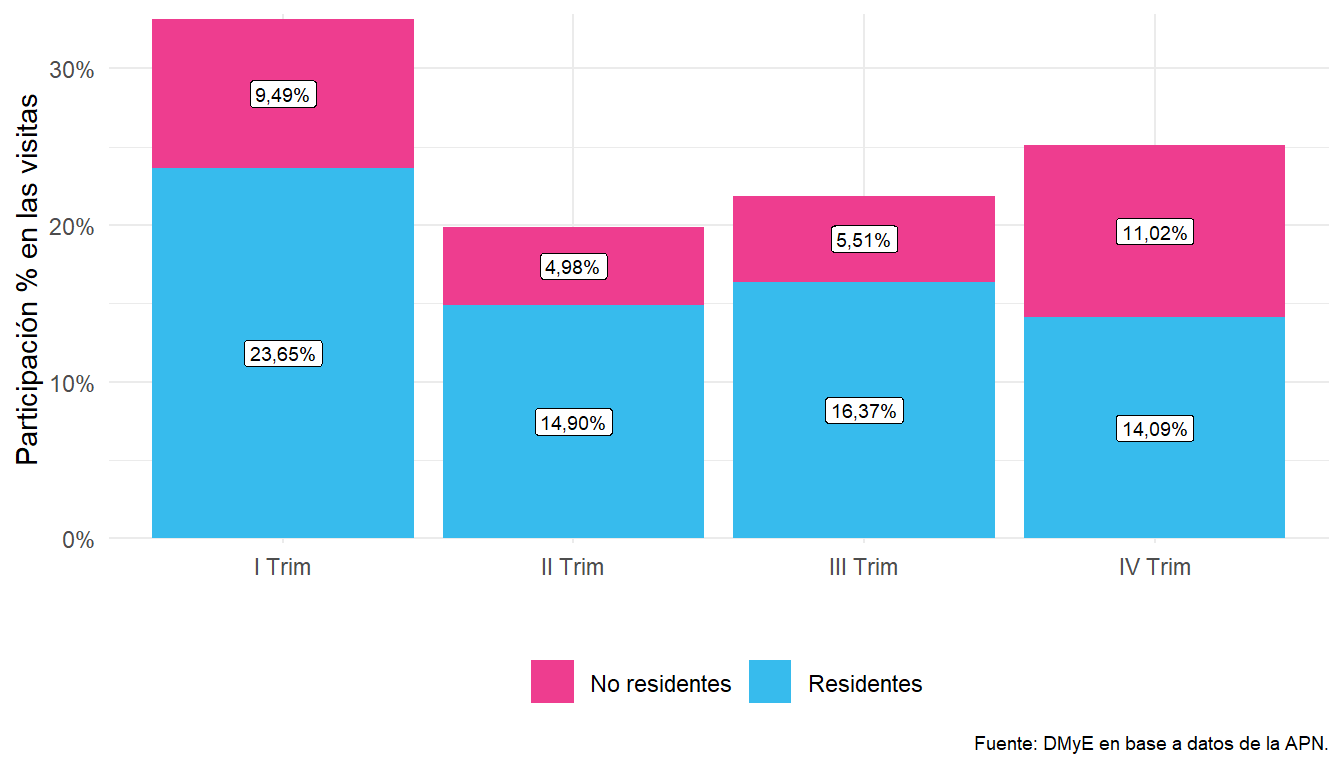 Participación % en las visitas
30%
20%
10%
0%
9,49%
23,65%
4,98%
14,90%
5,51%
16,37%
11,02%
14,09%
I Trim
II Trim
III Trim
IV Trim
No residentes
Residentes
Fuente: DMyE en base a datos de la APN.